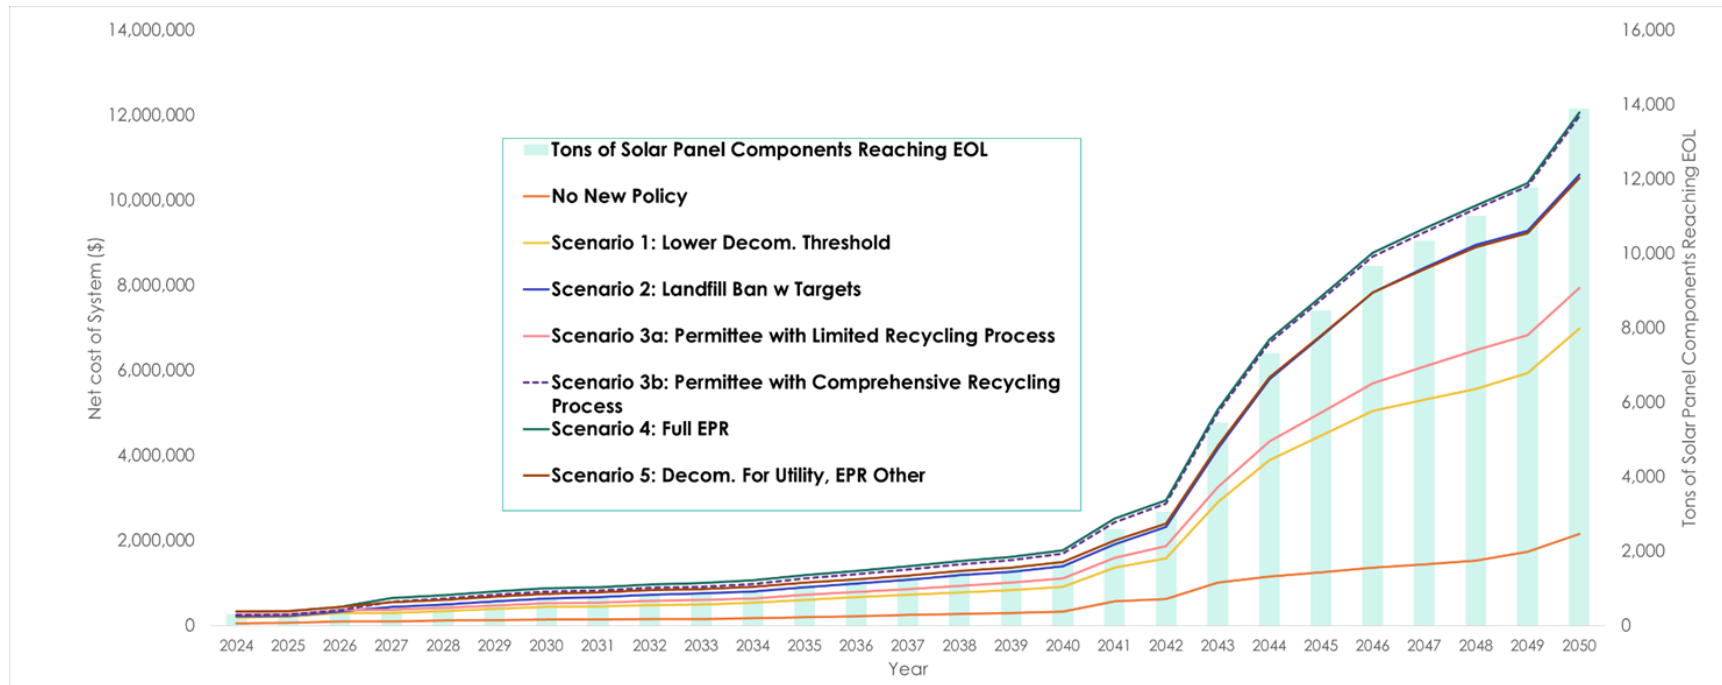 14,000,000
12,000,000
10,000,000
8,000,000
6,000,000
4,000,000
2,000,000
0
Net cost of System ($)
Tons of Solar Panel Components Reaching EOL
No New Policy
Scenario 1: Lower Decom. Threshold
Scenario 2: Landfill Ban w Targets
Scenario 3a: Permittee with Limited Recycling Process
Scenario 3b: Permittee with Comprehensive Recycling
Process
Scenario 4: Full EPR
Scenario 5: Decom. For Utility, EPR Other
16,000
14,000
12,000
10,000
8,000
6,000
4,000
2,000
0
Tons of Solar Panel Components Reaching EOL
2024 2025 2026 2027 2028 2029 2030 2031 2032 2033 2034 2035 2036 2037 2038 2039 2040 2041 2042 2043 2044 2045 2046 2047 2048 2049 2050
Year